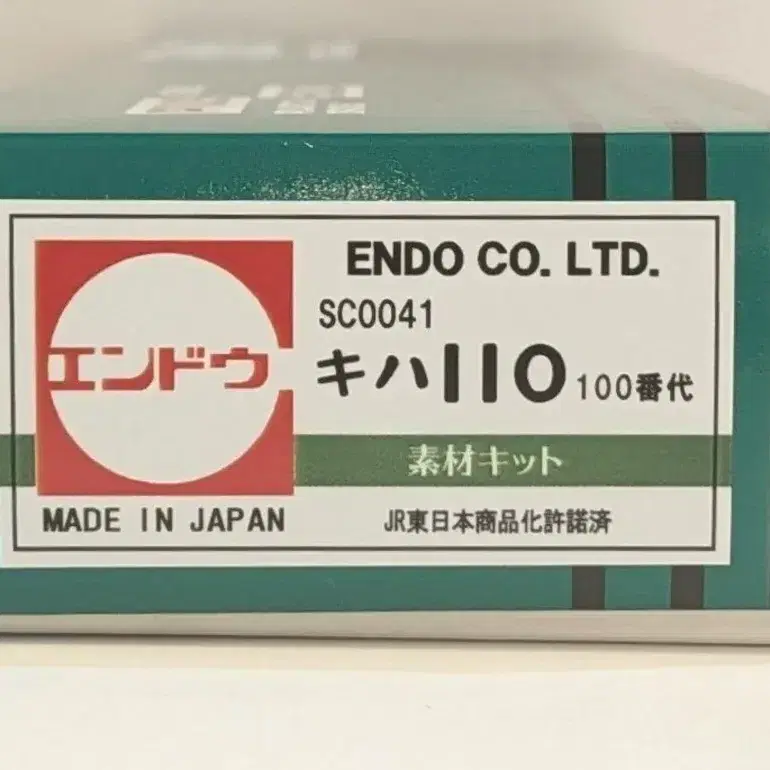 ENDO CO. LTD.
SC0041
エンドウ
キハ110 100番代
素材キット
MADE IN JAPAN
JR東日本商品化許諾済